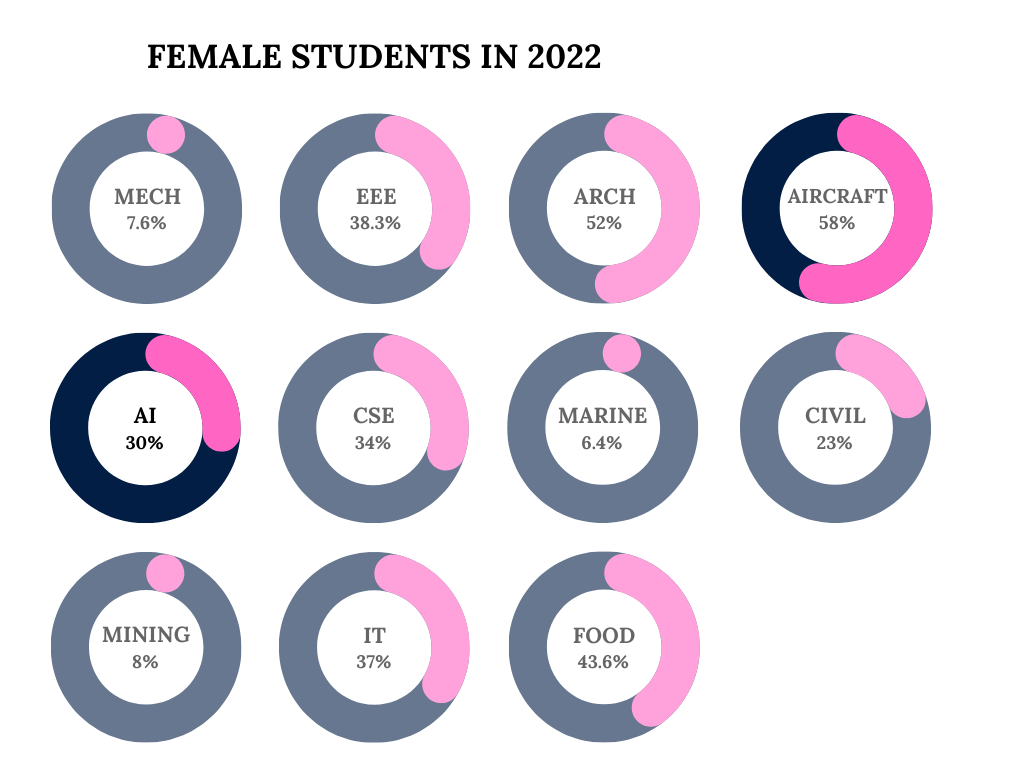 FEMALE STUDENTS IN 2022
MECH
7.6%
EEE
38.3%
ARCH
52%
AIRCRAFT
58%
AI
30%
CSE
34%
MARINE
6.4%
CIVIL
23%
MINING
8%
IT
37%
FOOD
43.6%